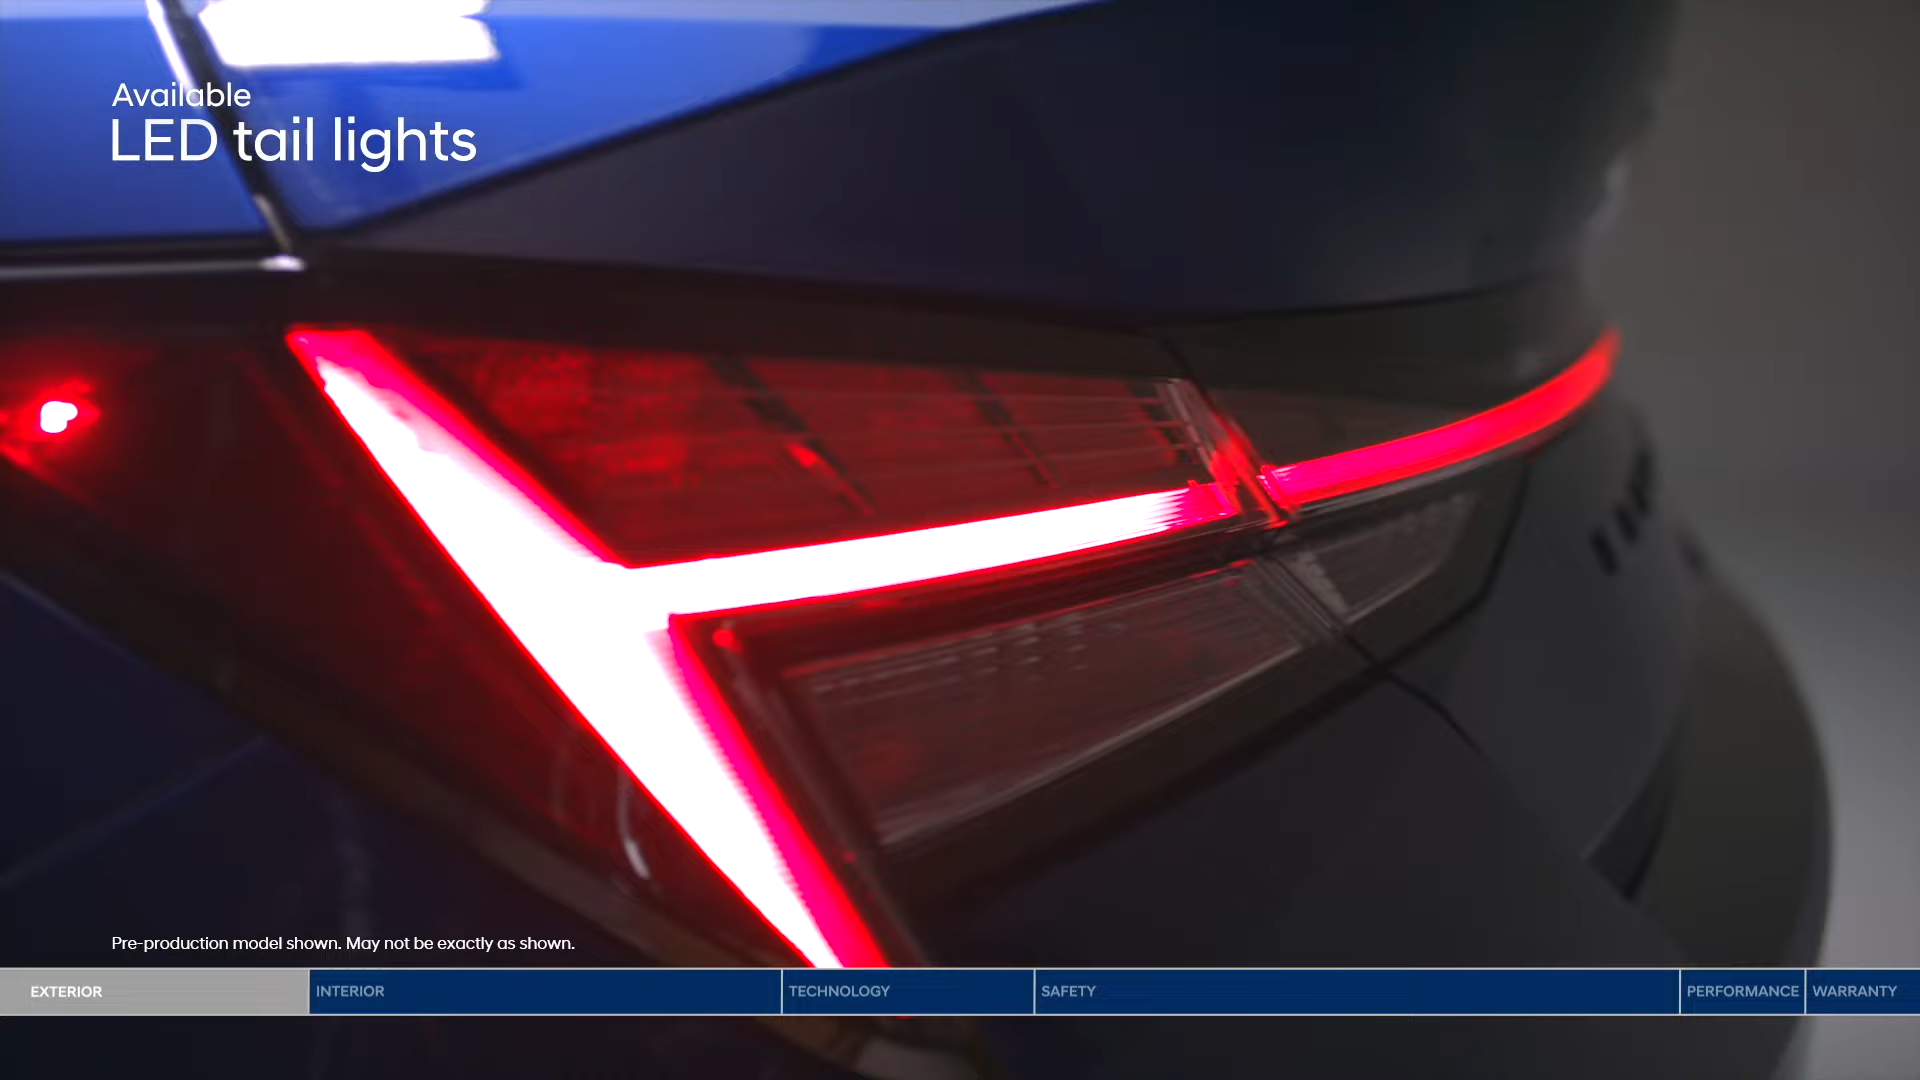 Available
LED tail lights
Pre-production model shown. May not be exactly as shown.
EXTERIOR
INTERIOR
TECHNOLOGY
SAFETY
PERFORMANCE
WARRANTY